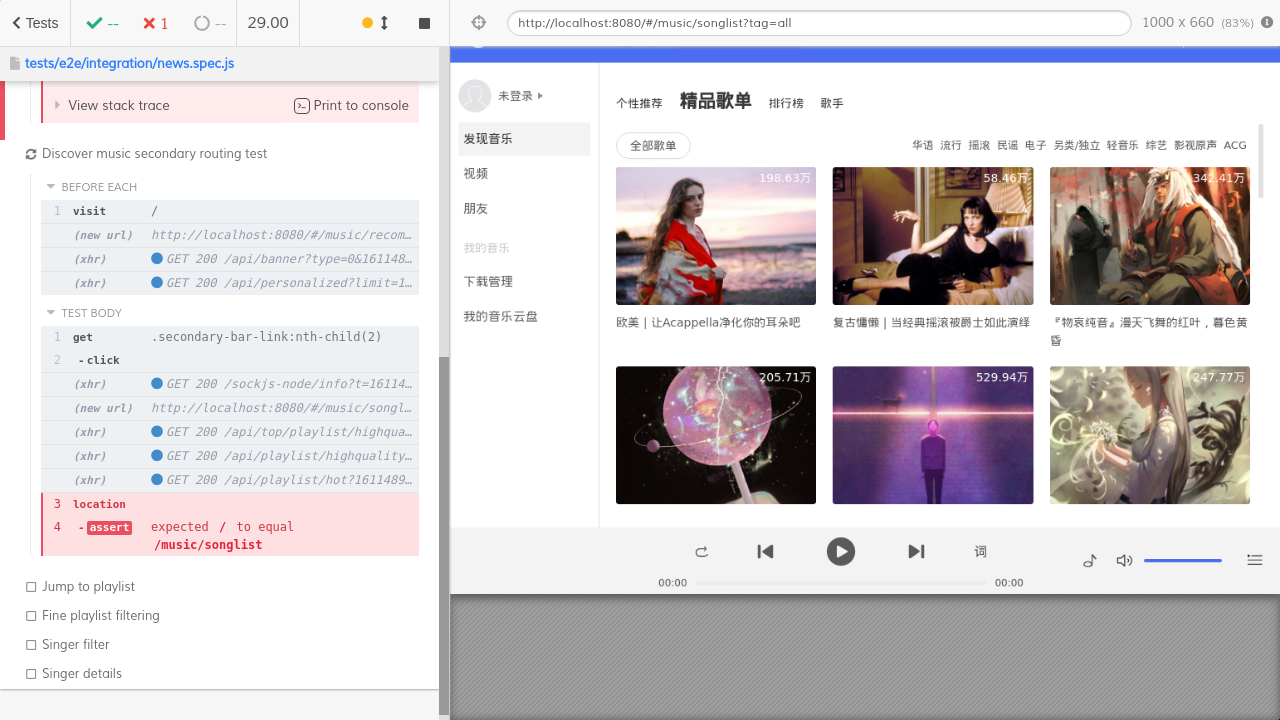 Tests
--
1
--
29.00
http://localhost:8080/#/music/songlist?tag=all
1000 x 660 (83%)
tests/e2e/integration/news.spec.js
View stack trace
Print to console
Discover music secondary routing test
BEFORE EACH
1 visit /
(new url) http://localhost:8080/#/music/recom…
(xhr) GET 200 /api/banner?type=0&161148…
(xhr) GET 200 /api/personalized?limit=1…
TEST BODY
1 get .secondary-bar-link:nth-child(2)
2 -click
(xhr) GET 200 /sockjs-node/info?t=16114…
(new url) http://localhost:8080/#/music/songl…
(xhr) GET 200 /api/top/playlist/highqua…
(xhr) GET 200 /api/playlist/highquality…
(xhr) GET 200 /api/playlist/hot?1611489…
3 location
4 -assert expected / to equal
/music/songlist
Jump to playlist
Fine playlist filtering
Singer filter
Singer details
未登录
发现音乐
视频
朋友
我的音乐
下载管理
我的音乐云盘
个性推荐 精品歌单 排行榜 歌手
全部歌单
华语 流行 摇滚 民谣 电子 另类/独立 轻音乐 综艺 影视原声 ACG
198.63万
58.46万
342.41万
欧美 | 让Acappella净化你的耳朵吧
复古慵懒 | 当经典摇滚被爵士如此演绎
『物哀纯音』漫天飞舞的红叶，暮色黄
昏
205.71万
529.94万
247.77万
词
00:00
00:00